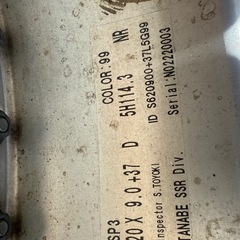 COLOR:99 NR
SP3 5H114.3
20 X 9.0+37 D
ID S620900+37L5G99
Inspector S.TOYOKI Serial:N02220003
TANABE SSR Div.